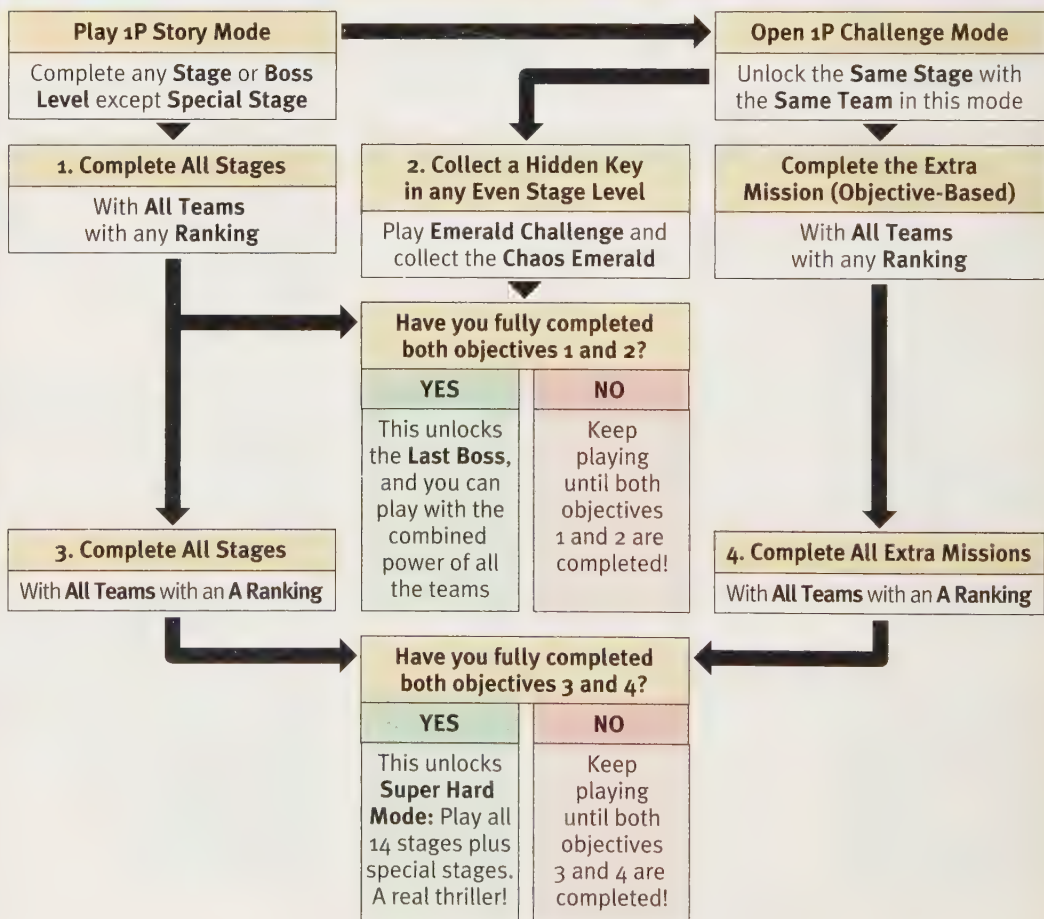 Play 1P Story Mode
Complete any Stage or Boss
Level except Special Stage
Open 1P Challenge Mode
Unlock the Same Stage with
the Same Team in this mode
1. Complete All Stages
With All Teams
with any Ranking
2. Collect a Hidden Key
in any Even Stage Level
Play Emerald Challenge and
collect the Chaos Emerald
Complete the Extra
Mission (Objective-Based)
With All Teams
with any Ranking
Have you fully completed
both objectives 1 and 2?
YES
This unlocks
the Last Boss,
and you can
play with the
combined
power of all
the teams
NO
Keep
playing
until both
objectives
1 and 2 are
completed!
3. Complete All Stages
With All Teams with an A Ranking
4. Complete All Extra Missions
With All Teams with an A Ranking
Have you fully completed
both objectives 3 and 4?
YES
This unlocks
Super Hard
Mode: Play all
14 stages plus
special stages.
A real thriller!
NO
Keep
playing
until both
objectives
3 and 4 are
completed!